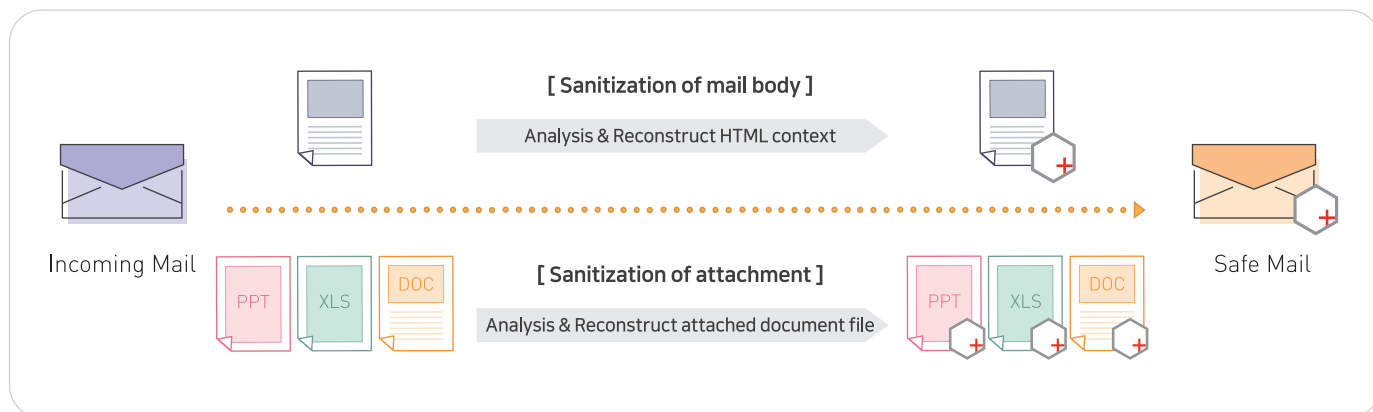 [ Sanitization of mail body ]
Analysis & Reconstruct HTML context
Incoming Mail
Safe Mail
[ Sanitization of attachment ]
PPT
XLS
DOC
Analysis & Reconstruct attached document file
PPT
XLS
DOC